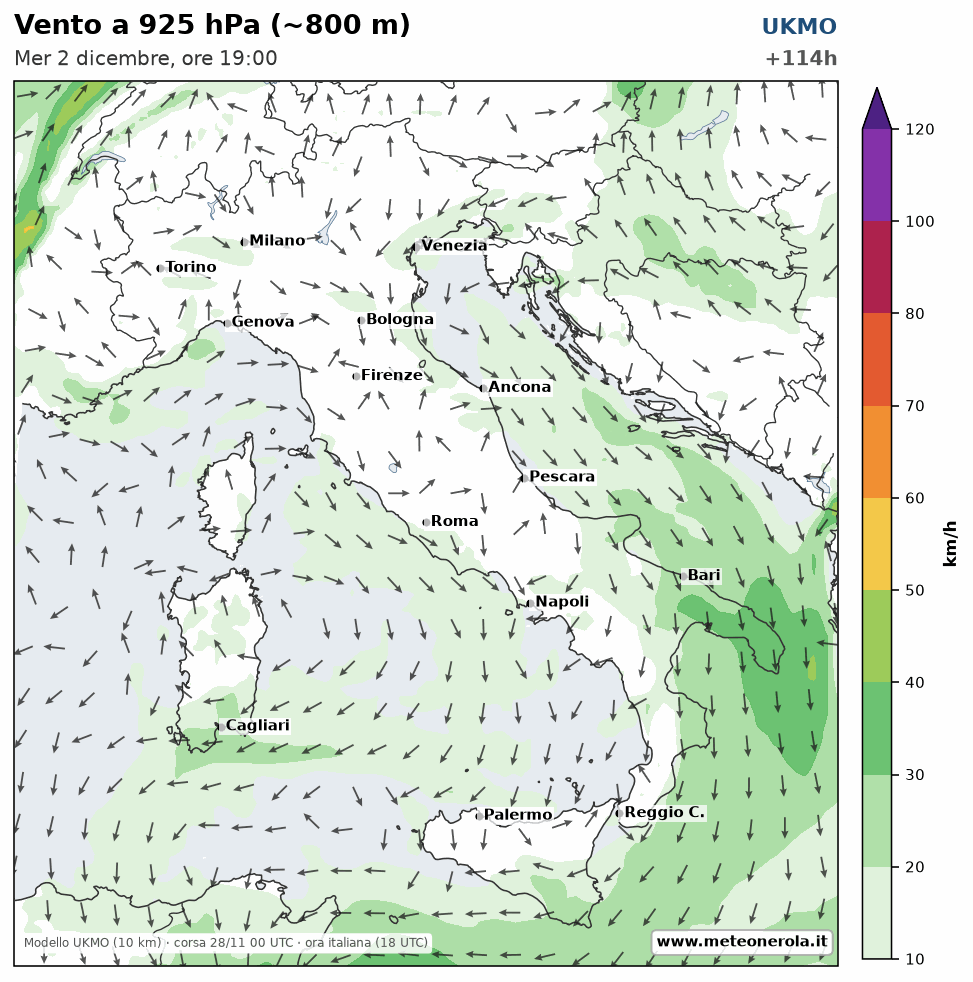 Vento a 925 hPa (~800 m)
UKMO
Mer 2 dicembre, ore 19:00
+114h
120
100
80
70
60
50
40
30
20
10
km/h
Milano
Venezia
Torino
Genova
Bologna
Firenze
Ancona
Pescara
Roma
Bari
Napoli
Cagliari
Palermo
Reggio C.
Modello UKMO (10 km) · corsa 28/11 00 UTC · ora italiana (18 UTC)
www.meteonerola.it